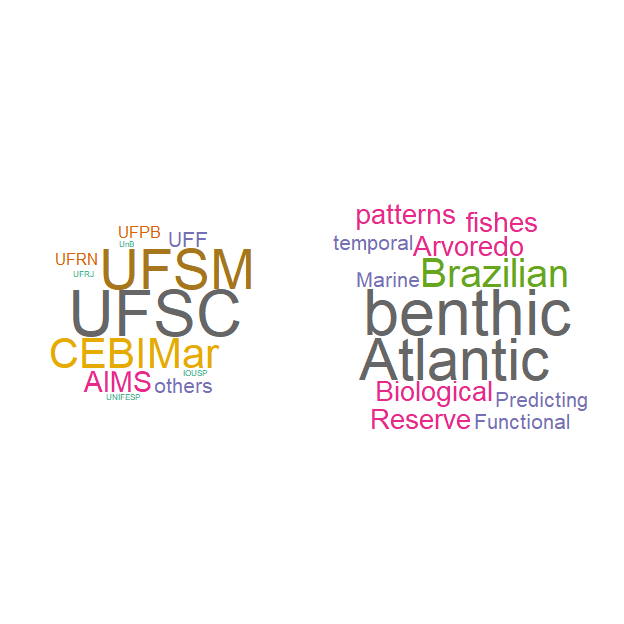 UFPB
UnB
UFF
UFRN
UFSM
UFRJ
UFSC
CEBIMar
IOUSP
AIMS
others
UNIFESP
patterns
fishes
temporal
Arvoredo
Marine
Brazilian
benthic
Atlantic
Biological
Predicting
Reserve
Functional